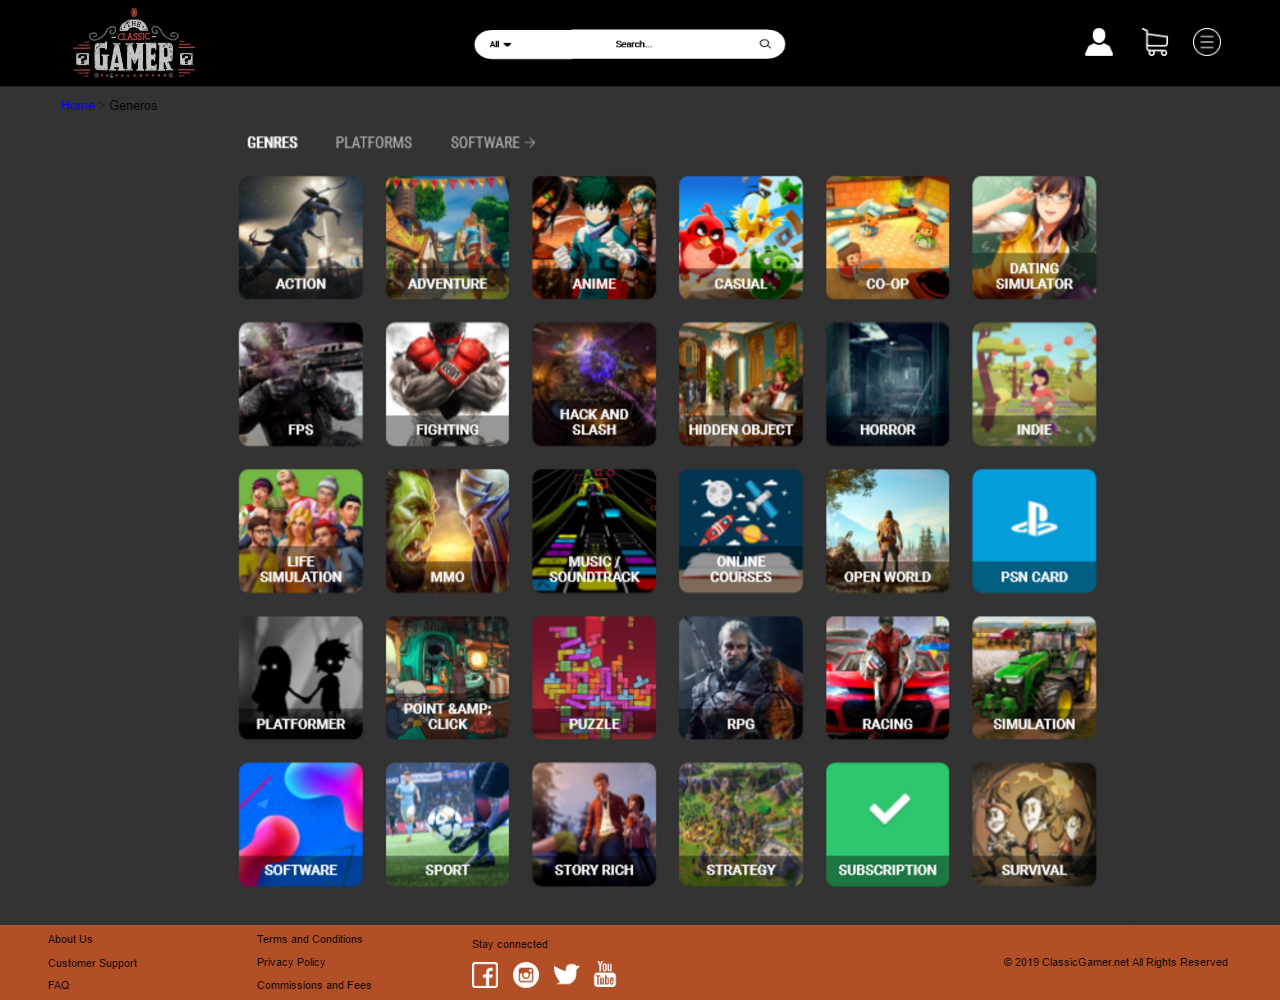 THE
CLASSIC
GAMER
All
Search...
Home > Generos
GENRES PLATFORMS SOFTWARE →
ACTION
ADVENTURE
ANIME
CASUAL
CO-OP
DATING
SIMULATOR
FPS
FIGHTING
HACK AND
SLASH
HIDDEN OBJECT
HORROR
INDIE
LIFE
SIMULATION
MMO
MUSIC /
SOUNDTRACK
ONLINE
COURSES
OPEN WORLD
PSN CARD
PLATFORMER
POINT &AMP;
CLICK
PUZZLE
RPG
RACING
SIMULATION
SOFTWARE
SPORT
STORY RICH
STRATEGY
SUBSCRIPTION
SURVIVAL
About Us
Customer Support
FAQ
Terms and Conditions
Privacy Policy
Commissions and Fees
Stay connected
You
Tube
© 2019 ClassicGamer.net All Rights Reserved